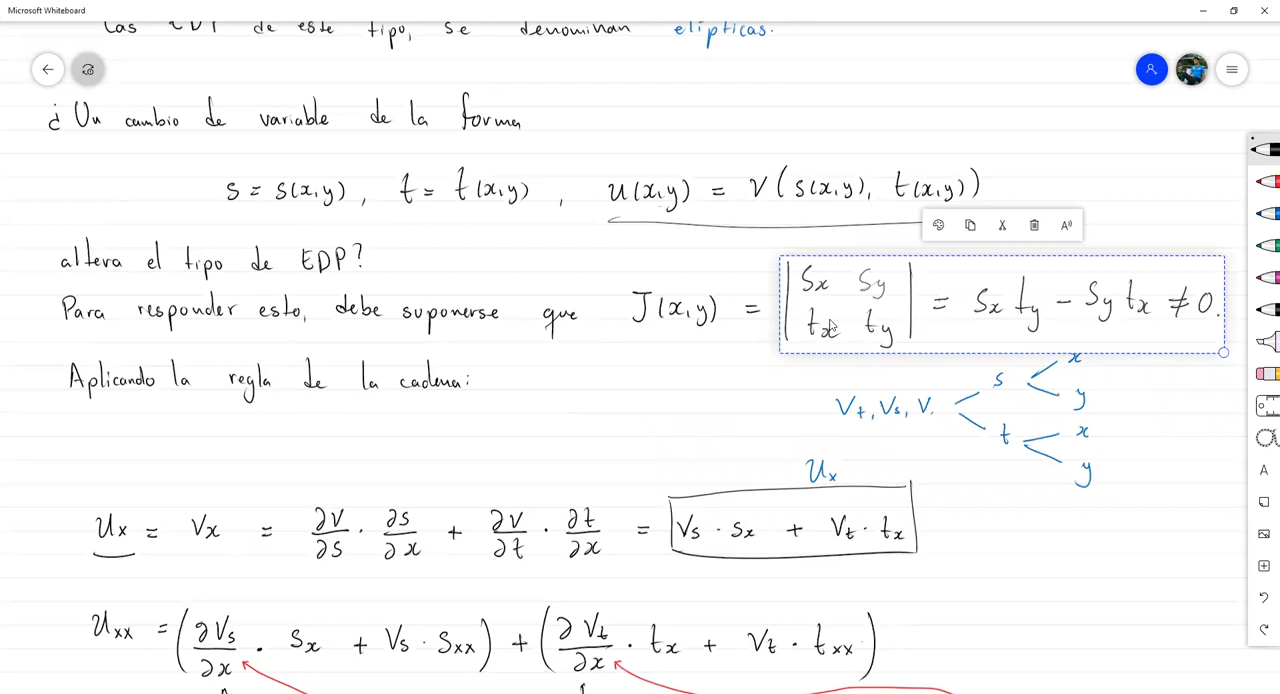 Microsoft Whiteboard
Las EDP de este tipo, se denominan elípticas.
¿ Un cambio de variable de la forma
s = s(x,y) , t = t(x,y) , u(x,y) = V(s(x,y), t(x,y))
altera el tipo de EDP?
Para responder esto, debe suponerse que J(x,y) = | Sx Sy | = Sx ty - Sy tx ≠ 0.
| tx ty |
Aplicando la regla de la cadena:
Vt, Vs, V. < s < x
y
t < x
y
Ux
Ux = Vx = ∂V/∂s · ∂s/∂x + ∂V/∂t · ∂t/∂x = Vs · Sx + Vt · tx
Uxx = (∂Vs/∂x · Sx + Vs · Sxx) + (∂Vt/∂x · tx + Vt · txx)